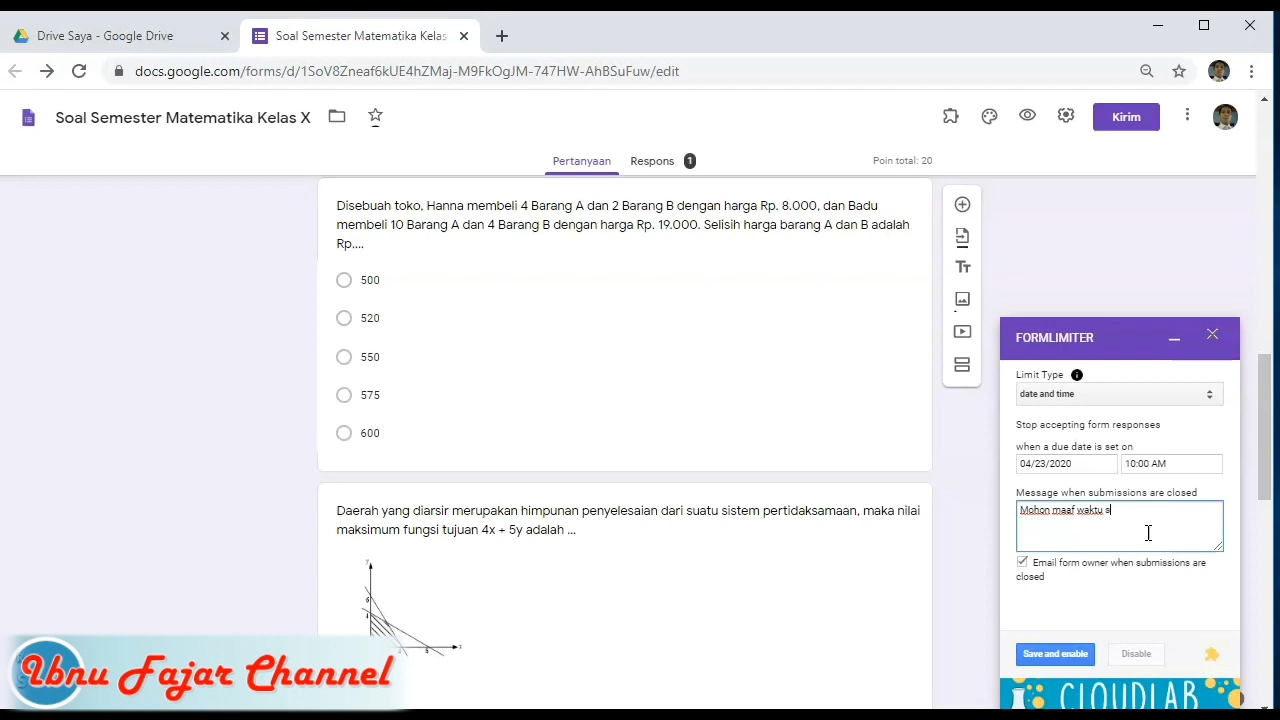 Drive Saya - Google Drive
Soal Semester Matematika Kelas
docs.google.com/forms/d/1SoV8Zneaf6kUE4hZMaj-M9FkOgJM-747HW-AhBSuFuw/edit
Soal Semester Matematika Kelas X
Kirim
Pertanyaan
Respons 1
Poin total: 20
Disebuah toko, Hanna membeli 4 Barang A dan 2 Barang B dengan harga Rp. 8.000, dan Badu
membeli 10 Barang A dan 4 Barang B dengan harga Rp. 19.000. Selisih harga barang A dan B adalah
Rp....
500
520
550
575
600
Daerah yang diarsir merupakan himpunan penyelesaian dari suatu sistem pertidaksamaan, maka nilai
maksimum fungsi tujuan 4x + 5y adalah ...
FORMLIMITER
Limit Type
date and time
Stop accepting form responses
when a due date is set on
04/23/2020 10:00 AM
Message when submissions are closed
Mohon maaf waktu s
Email form owner when submissions are
closed
Save and enable
Disable
CLOUDLAB
Ubnu Fajar Channel